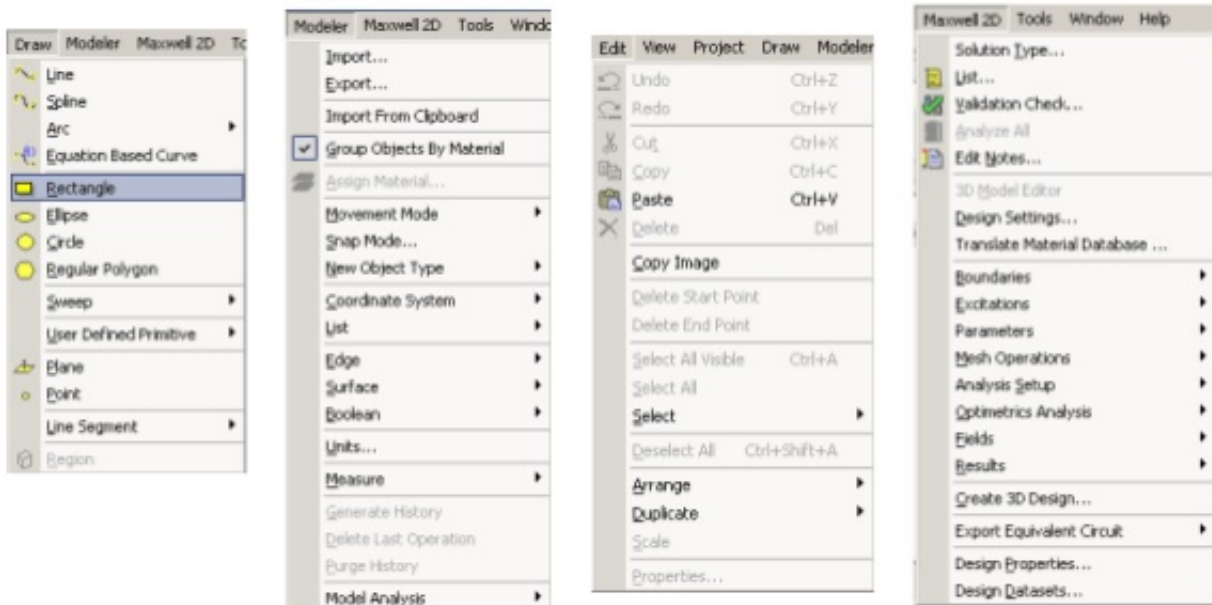 Draw Modeler Maxwell 2D
Line
Spline
Arc
Equation Based Curve
Rectangle
Ellipse
Circle
Regular Polygon
Sweep
User Defined Primitive
Plane
Point
Line Segment
Region
Modeler Maxwell 2D Tools
Import...
Export...
Import From Clipboard
Group Objects By Material
Assign Material...
Movement Mode
Snap Mode...
New Object Type
Coordinate System
List
Edge
Surface
Boolean
Units...
Measure
Generate History
Delete Last Operation
Purge History
Model Analysis
Edit View Project Draw Modeler
Undo Ctrl+Z
Redo Ctrl+Y
Cut Ctrl+X
Copy Ctrl+C
Paste Ctrl+V
Delete Del
Copy Image
Delete Start Point
Delete End Point
Select All Visible Ctrl+A
Select All
Select
Deselect All Ctrl+Shift+A
Arrange
Duplicate
Scale
Properties...
Maxwell 2D Tools Window Help
Solution Type...
List...
Validation Check...
Analyze All
Edit Notes...
3D Model Editor
Design Settings...
Translate Material Database ...
Boundaries
Excitations
Parameters
Mesh Operations
Analysis Setup
Optimetrics Analysis
Fields
Results
Create 3D Design...
Export Equivalent Circuit
Design Properties...
Design Datasets...